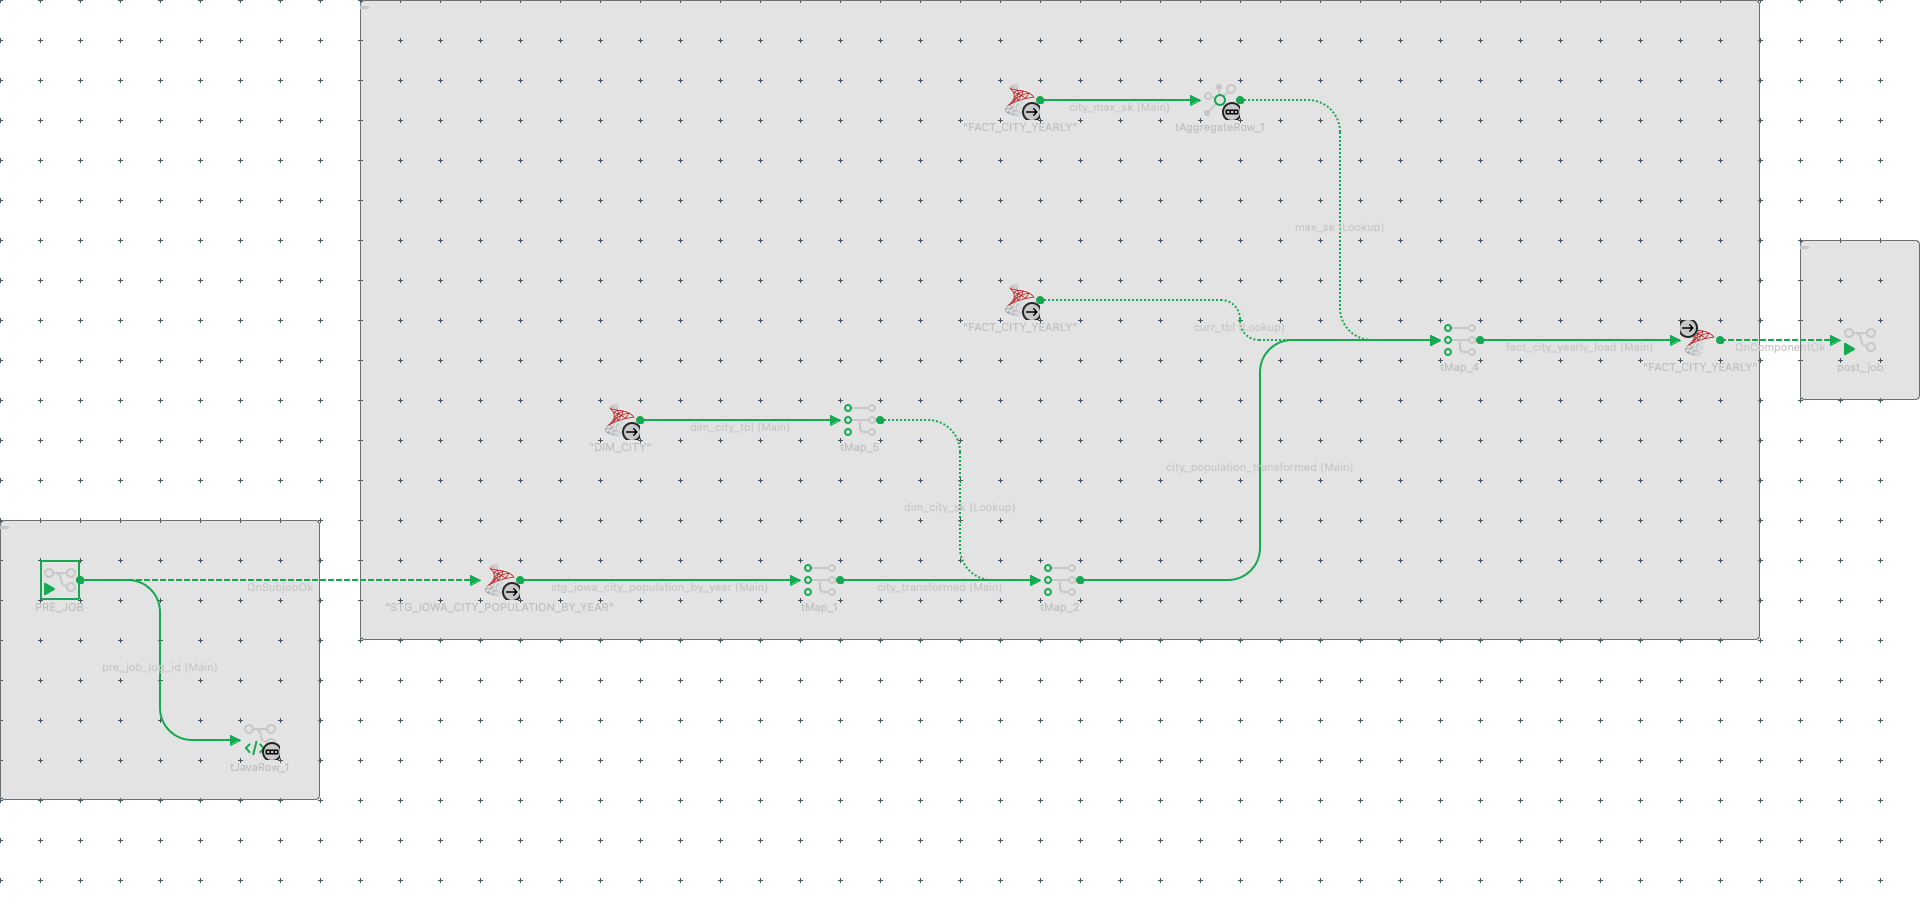 city_max_sk (Main)
"FACT_CITY_YEARLY"
tAggregateRow_1
max_sk (Lookup)
"FACT_CITY_YEARLY"
curr_tbl (Lookup)
tMap_4
fact_city_yearly_load (Main)
"FACT_CITY_YEARLY"
OnComponentOk
post_job
dim_city_tbl (Main)
"DIM_CITY"
tMap_5
city_population_transformed (Main)
dim_city_sk (Lookup)
PRE_JOB
OnSubjobOk
"STG_IOWA_CITY_POPULATION_BY_YEAR"
stg_iowa_city_population_by_year (Main)
tMap_1
city_transformed (Main)
tMap_2
pre_job_log_id (Main)
</>
tJavaRow_1